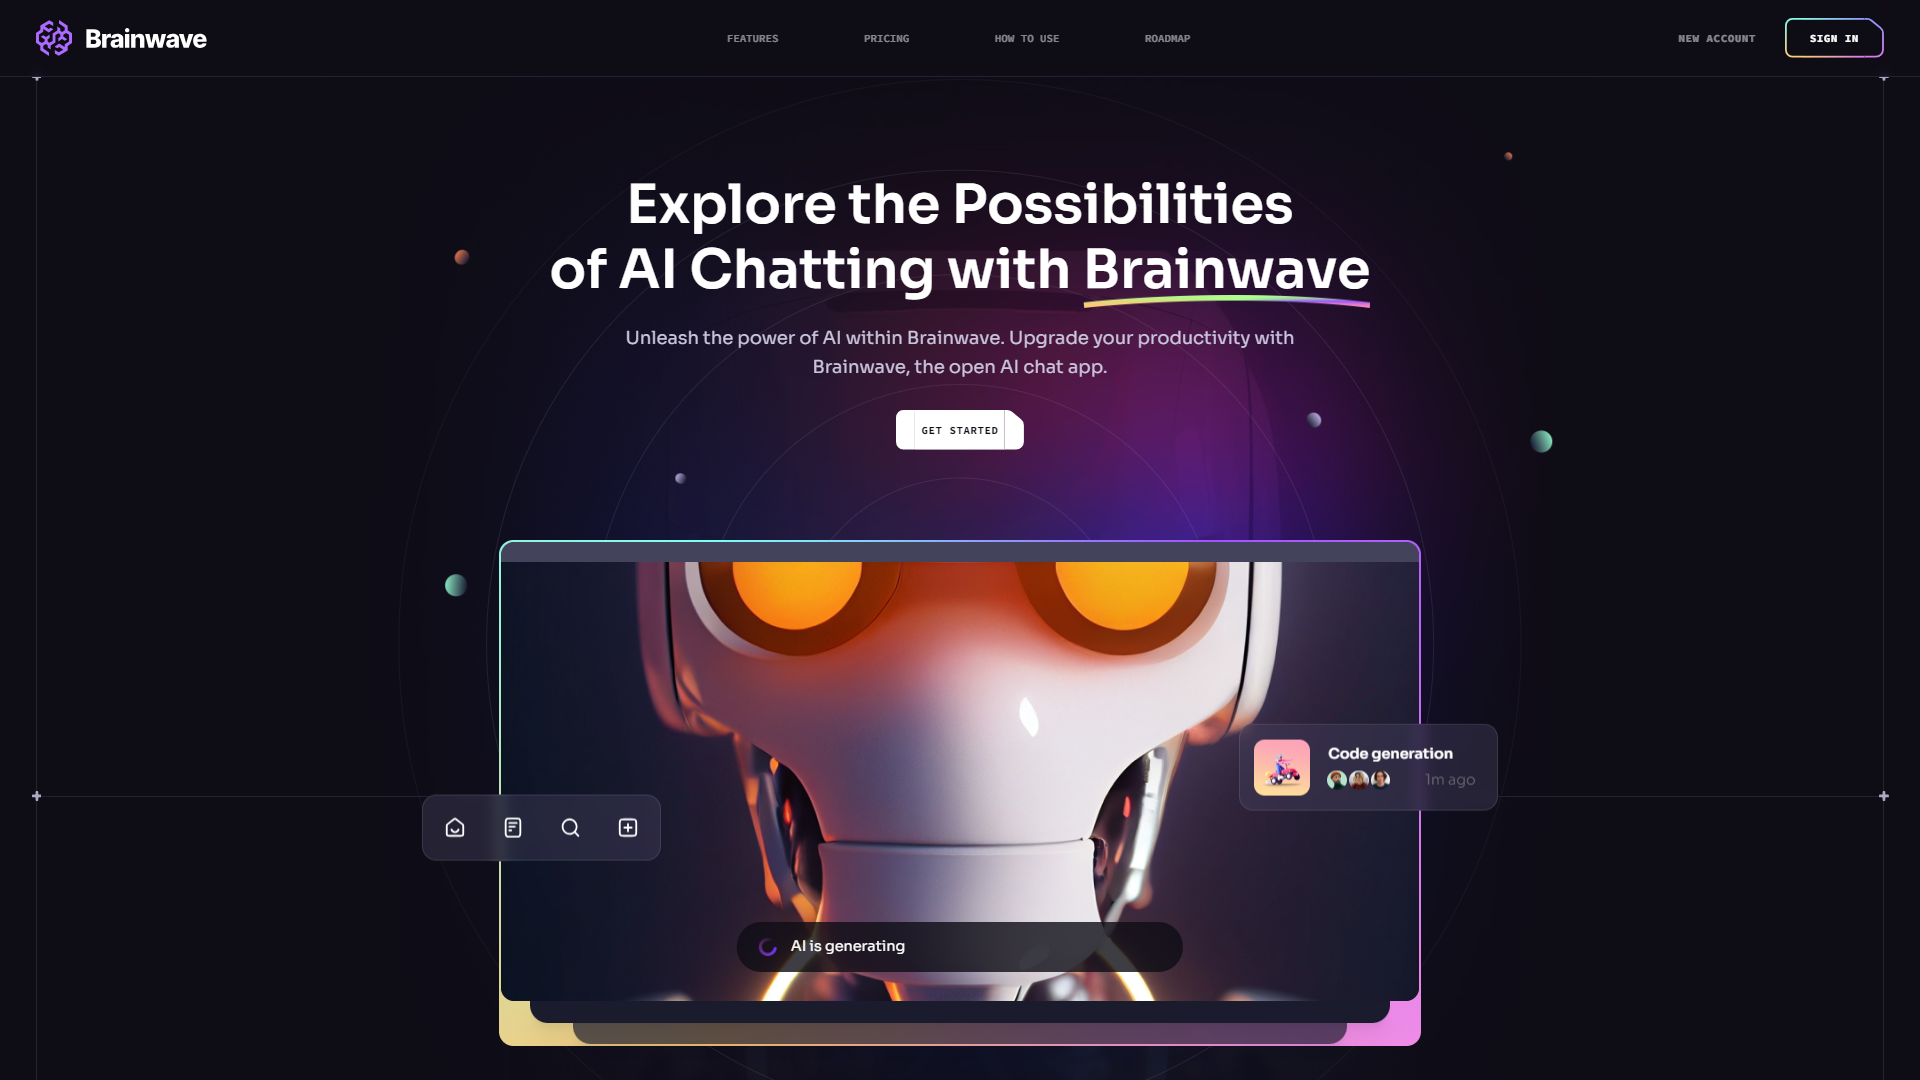 Brainwave
FEATURES
PRICING
HOW TO USE
ROADMAP
NEW ACCOUNT
SIGN IN
Explore the Possibilities
of AI Chatting with Brainwave
Unleash the power of AI within Brainwave. Upgrade your productivity with
Brainwave, the open AI chat app.
GET STARTED
Code generation
1m ago
AI is generating